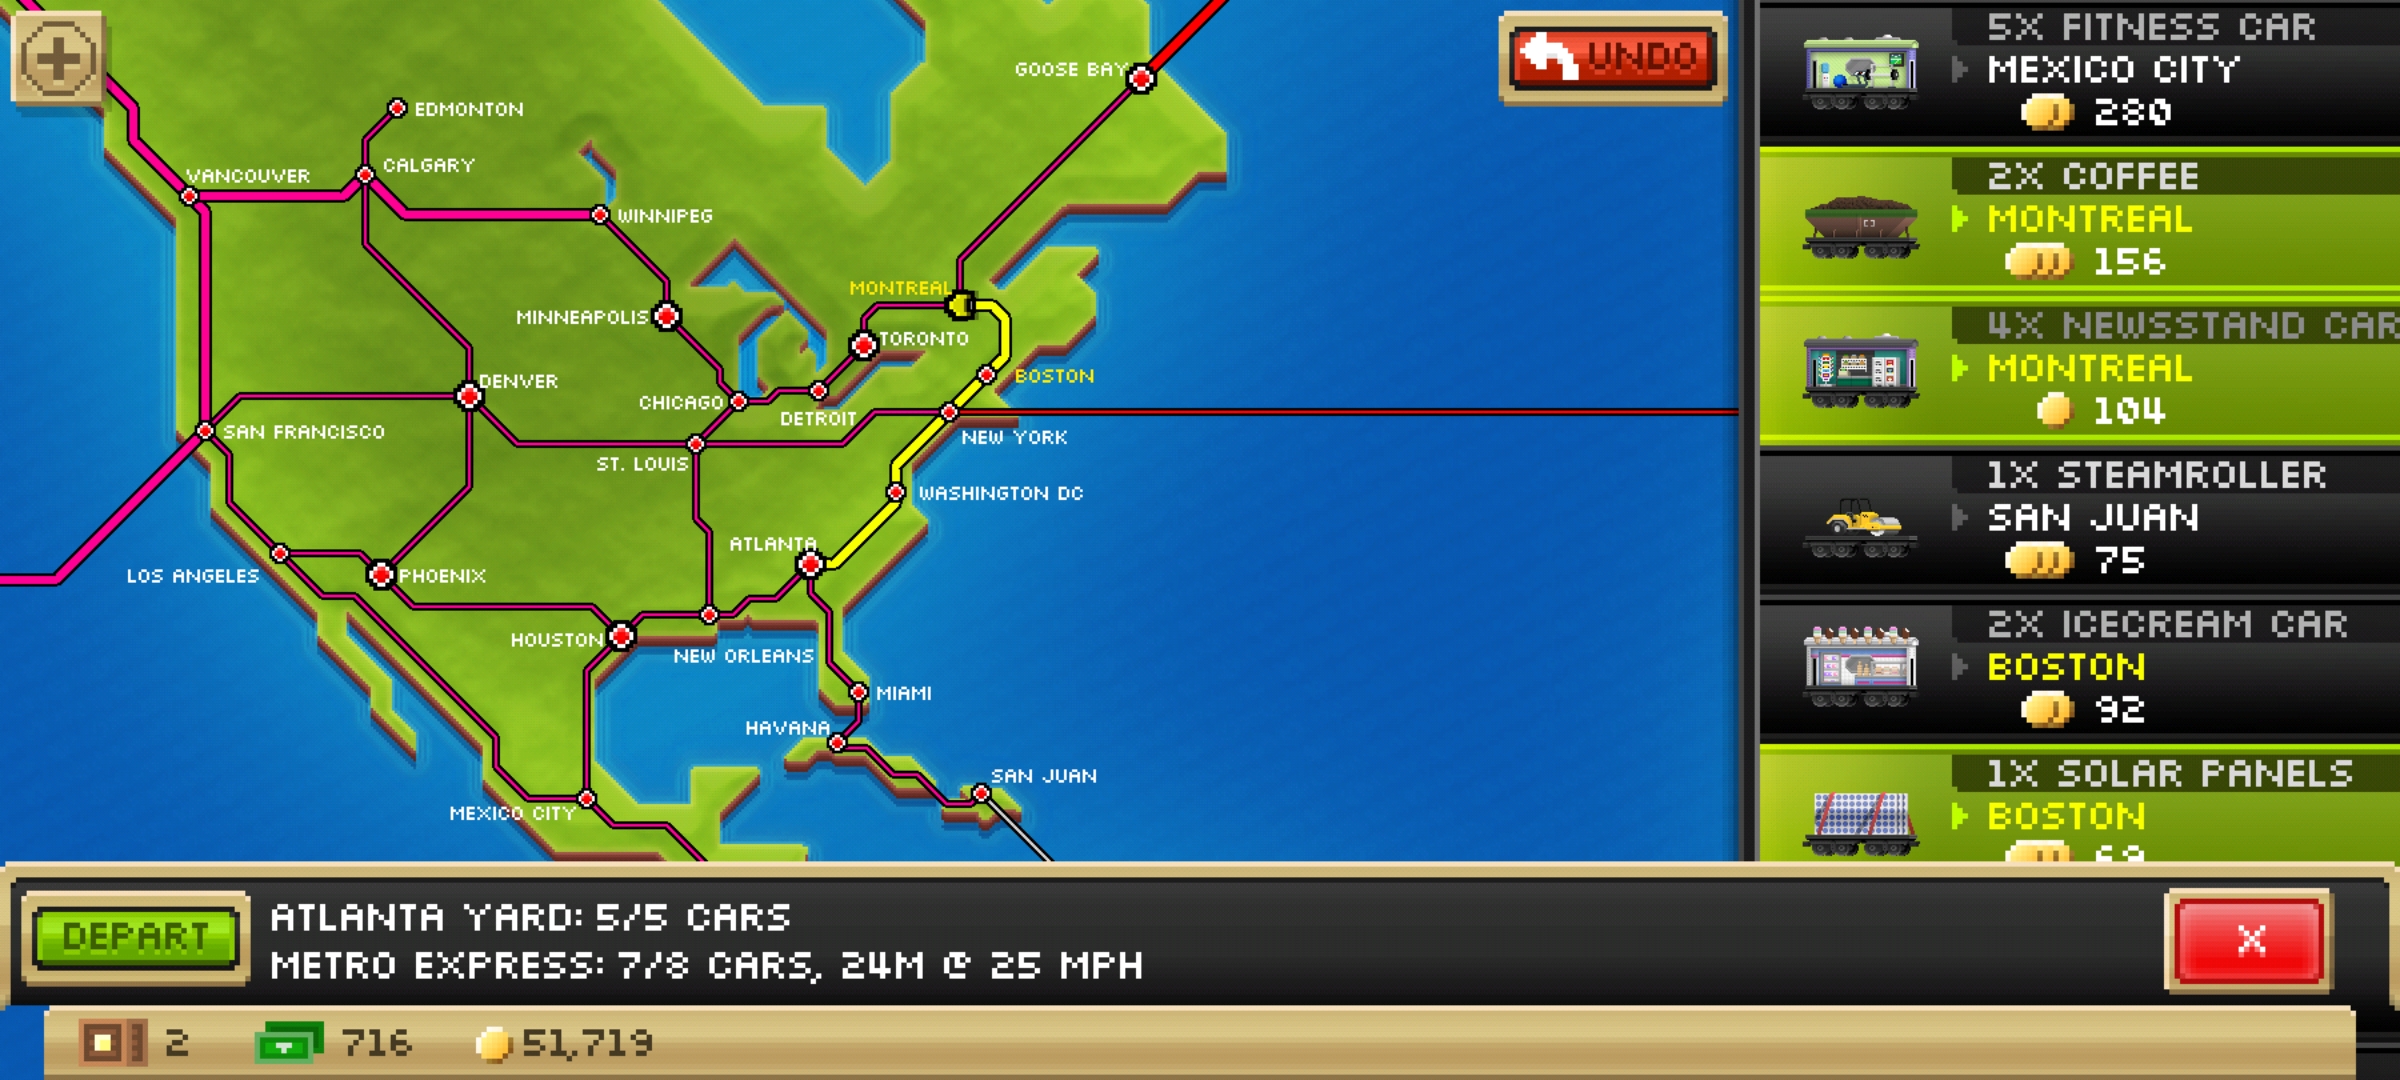 UNDO
GOOSE BAY
EDMONTON
CALGARY
VANCOUVER
WINNIPEG
MONTREAL
MINNEAPOLIS
TORONTO
BOSTON
DENVER
CHICAGO
DETROIT
SAN FRANCISCO
NEW YORK
ST. LOUIS
WASHINGTON DC
ATLANTA
LOS ANGELES
PHOENIX
HOUSTON
NEW ORLEANS
MIAMI
HAVANA
SAN JUAN
MEXICO CITY
5X FITNESS CAR
MEXICO CITY
280
2X COFFEE
MONTREAL
156
4X NEWSSTAND CAR
MONTREAL
104
1X STEAMROLLER
SAN JUAN
75
2X ICECREAM CAR
BOSTON
92
1X SOLAR PANELS
BOSTON
DEPART
ATLANTA YARD: 5/5 CARS
METRO EXPRESS: 7/8 CARS, 24M @ 25 MPH
X
2
716
51,719